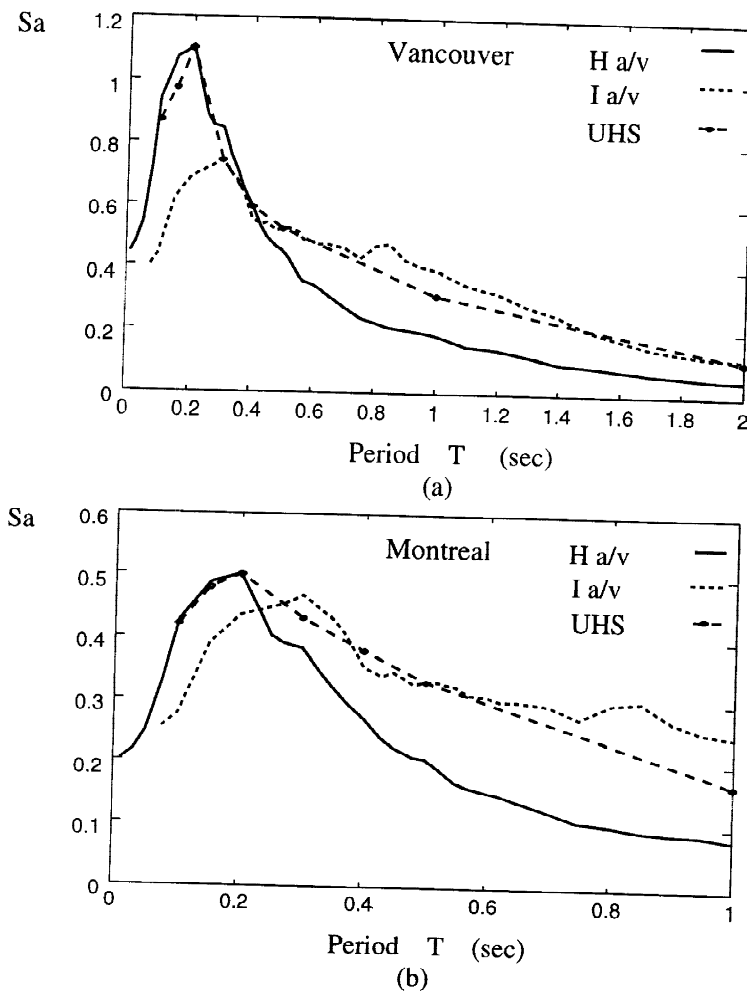 Sa
1.2
Vancouver
H a/v
I a/v
UHS
1
0.8
0.6
0.4
0.2
0
0 0.2 0.4 0.6 0.8 1 1.2 1.4 1.6 1.8 2
Period T (sec)
(a)
Sa
0.6
Montreal
H a/v
I a/v
UHS
0.5
0.4
0.3
0.2
0.1
0
0 0.2 0.4 0.6 0.8 1
Period T (sec)
(b)